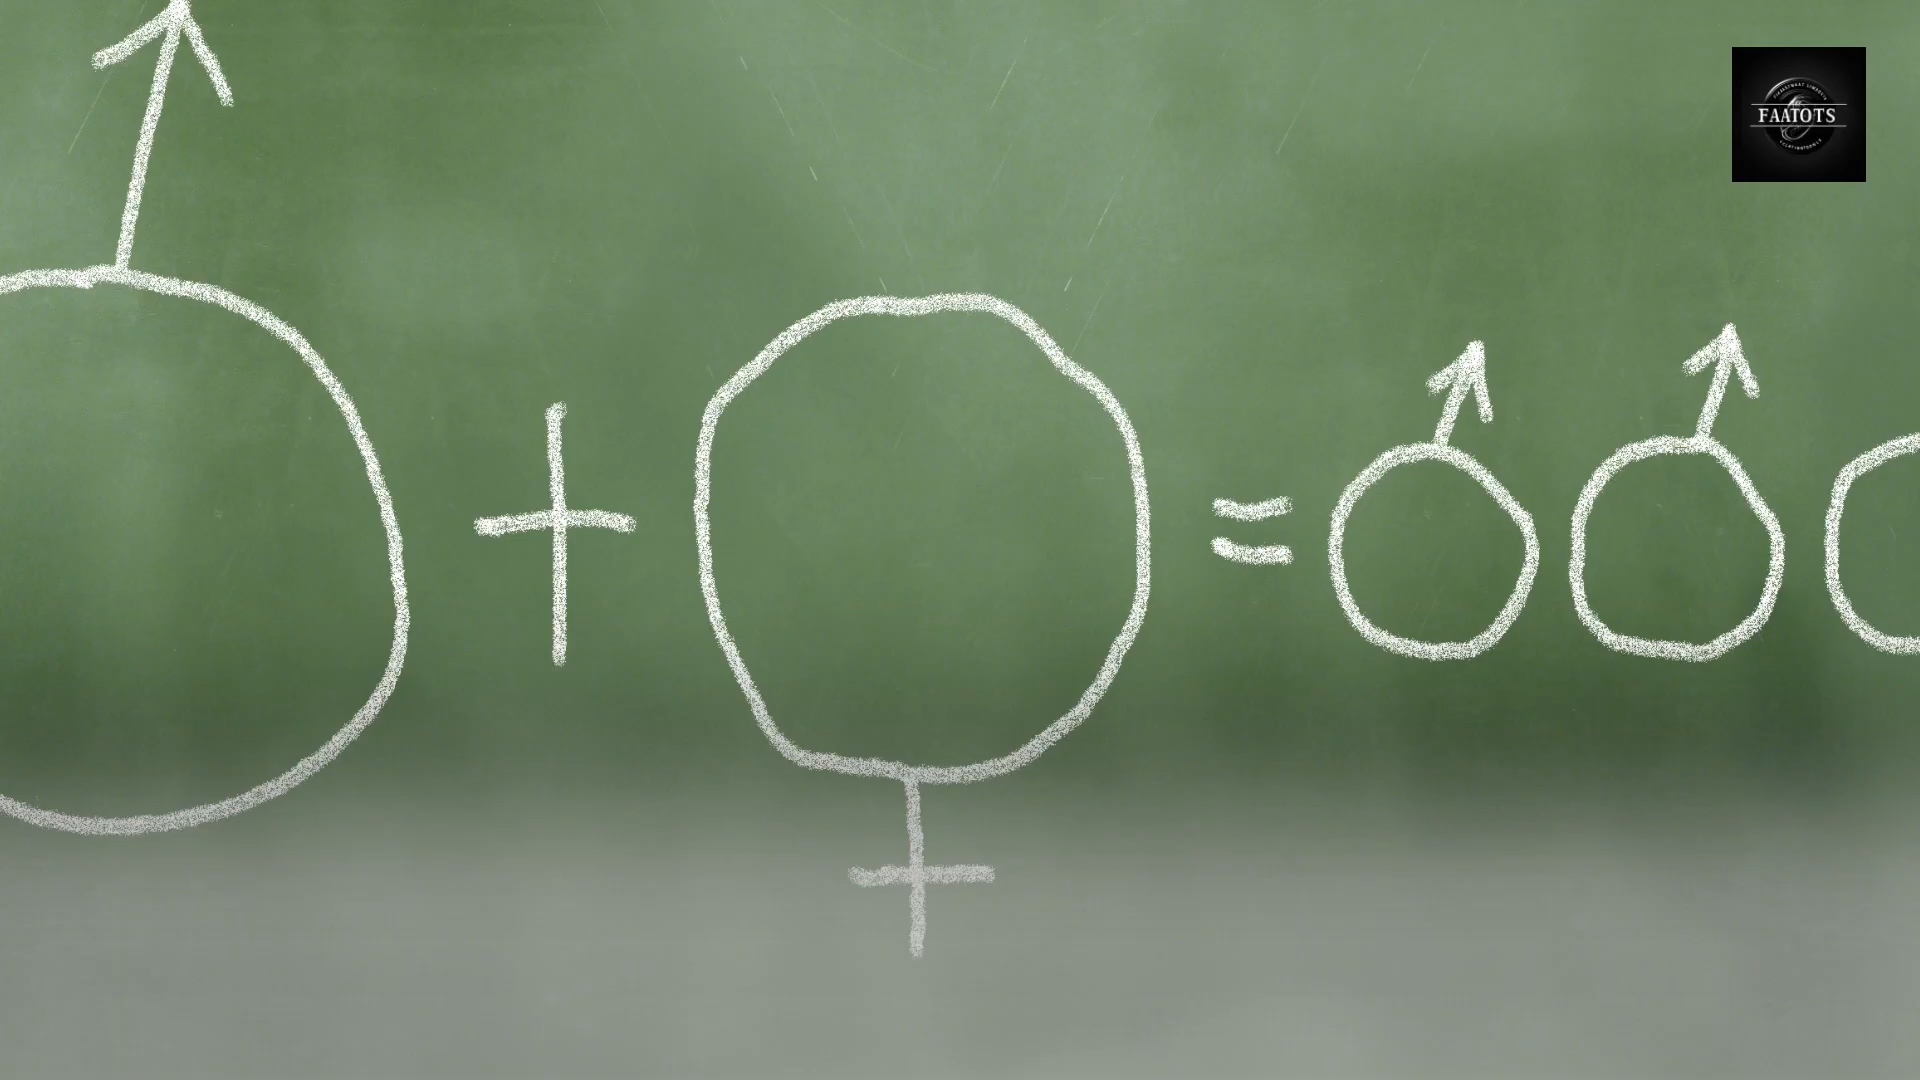 ♂ + ♀ = ♂ ♂
FAATOTS